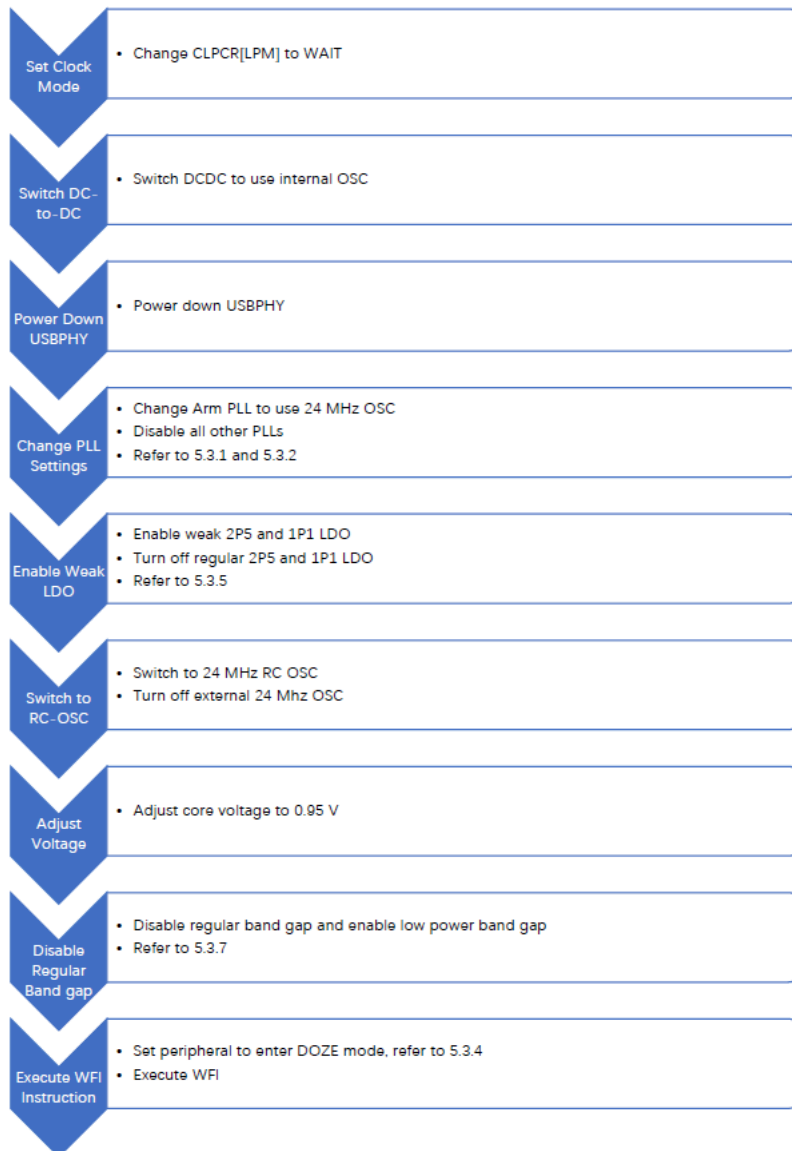 Set Clock
Mode
• Change CLPCR[LPM] to WAIT
Switch DC-
to-DC
• Switch DCDC to use internal OSC
Power Down
USBPHY
• Power down USBPHY
Change PLL
Settings
• Change Arm PLL to use 24 MHz OSC
• Disable all other PLLs
• Refer to 5.3.1 and 5.3.2
Enable Weak
LDO
• Enable weak 2P5 and 1P1 LDO
• Turn off regular 2P5 and 1P1 LDO
• Refer to 5.3.5
Switch to
RC-OSC
• Switch to 24 MHz RC OSC
• Turn off external 24 Mhz OSC
Adjust
Voltage
• Adjust core voltage to 0.95 V
Disable
Regular
Band gap
• Disable regular band gap and enable low power band gap
• Refer to 5.3.7
Execute WFI
Instruction
• Set peripheral to enter DOZE mode, refer to 5.3.4
• Execute WFI